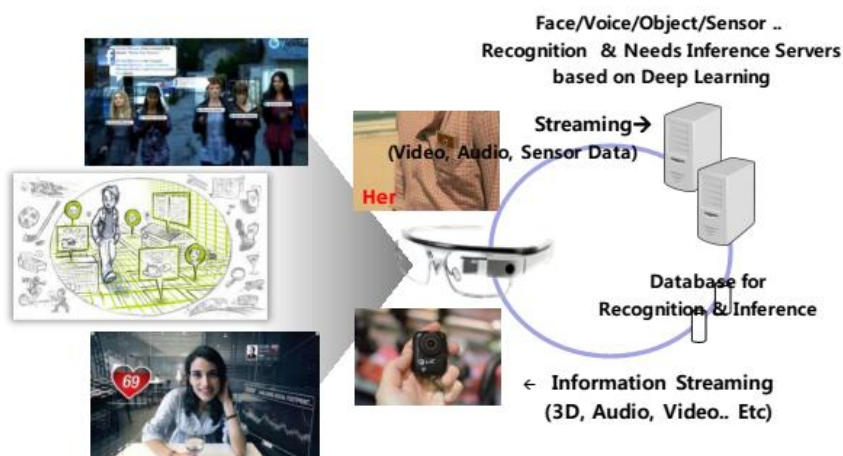 Face/Voice/Object/Sensor ..
Recognition & Needs Inference Servers
based on Deep Learning
Streaming→
(Video, Audio, Sensor Data)
Her
Database for
Recognition & Inference
69
← Information Streaming
(3D, Audio, Video.. Etc)